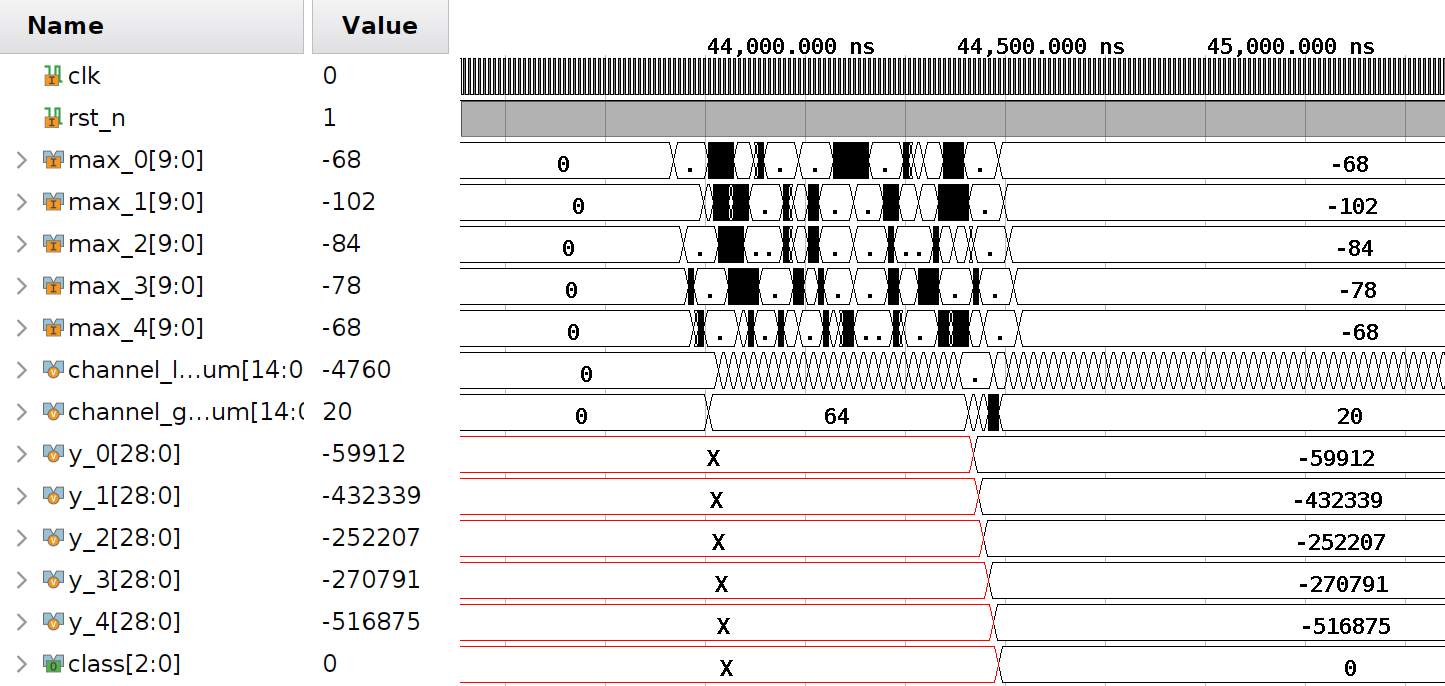 Name Value
44,000.000 ns 44,500.000 ns 45,000.000 ns
clk 0
rst_n 1
max_0[9:0] -68 0 . . . . . -68
max_1[9:0] -102 0 . . . . -102
max_2[9:0] -84 0 . . . . . . . . -84
max_3[9:0] -78 0 . . . . . . -78
max_4[9:0] -68 0 . . . . . . . -68
channel_l...um[14:0 -4760 0 .
channel_g...um[14:0 20 0 64 20
y_0[28:0] -59912 X -59912
y_1[28:0] -432339 X -432339
y_2[28:0] -252207 X -252207
y_3[28:0] -270791 X -270791
y_4[28:0] -516875 X -516875
class[2:0] 0 X 0